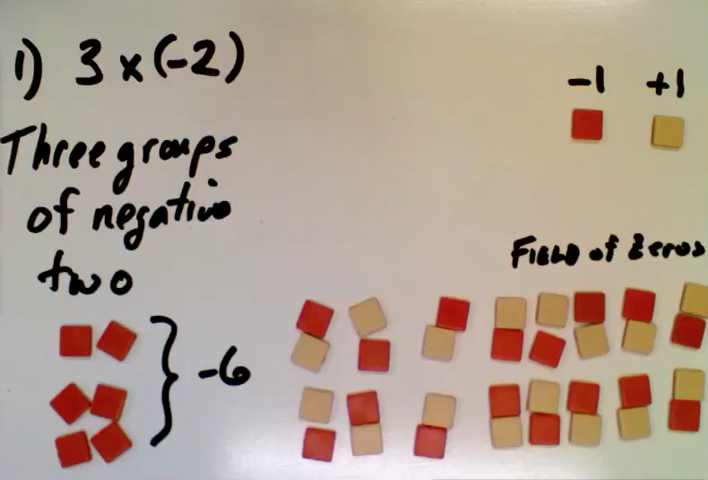 1) 3 x (-2)
-1 +1
Three groups
of negative
two
Field of Zeros
-6